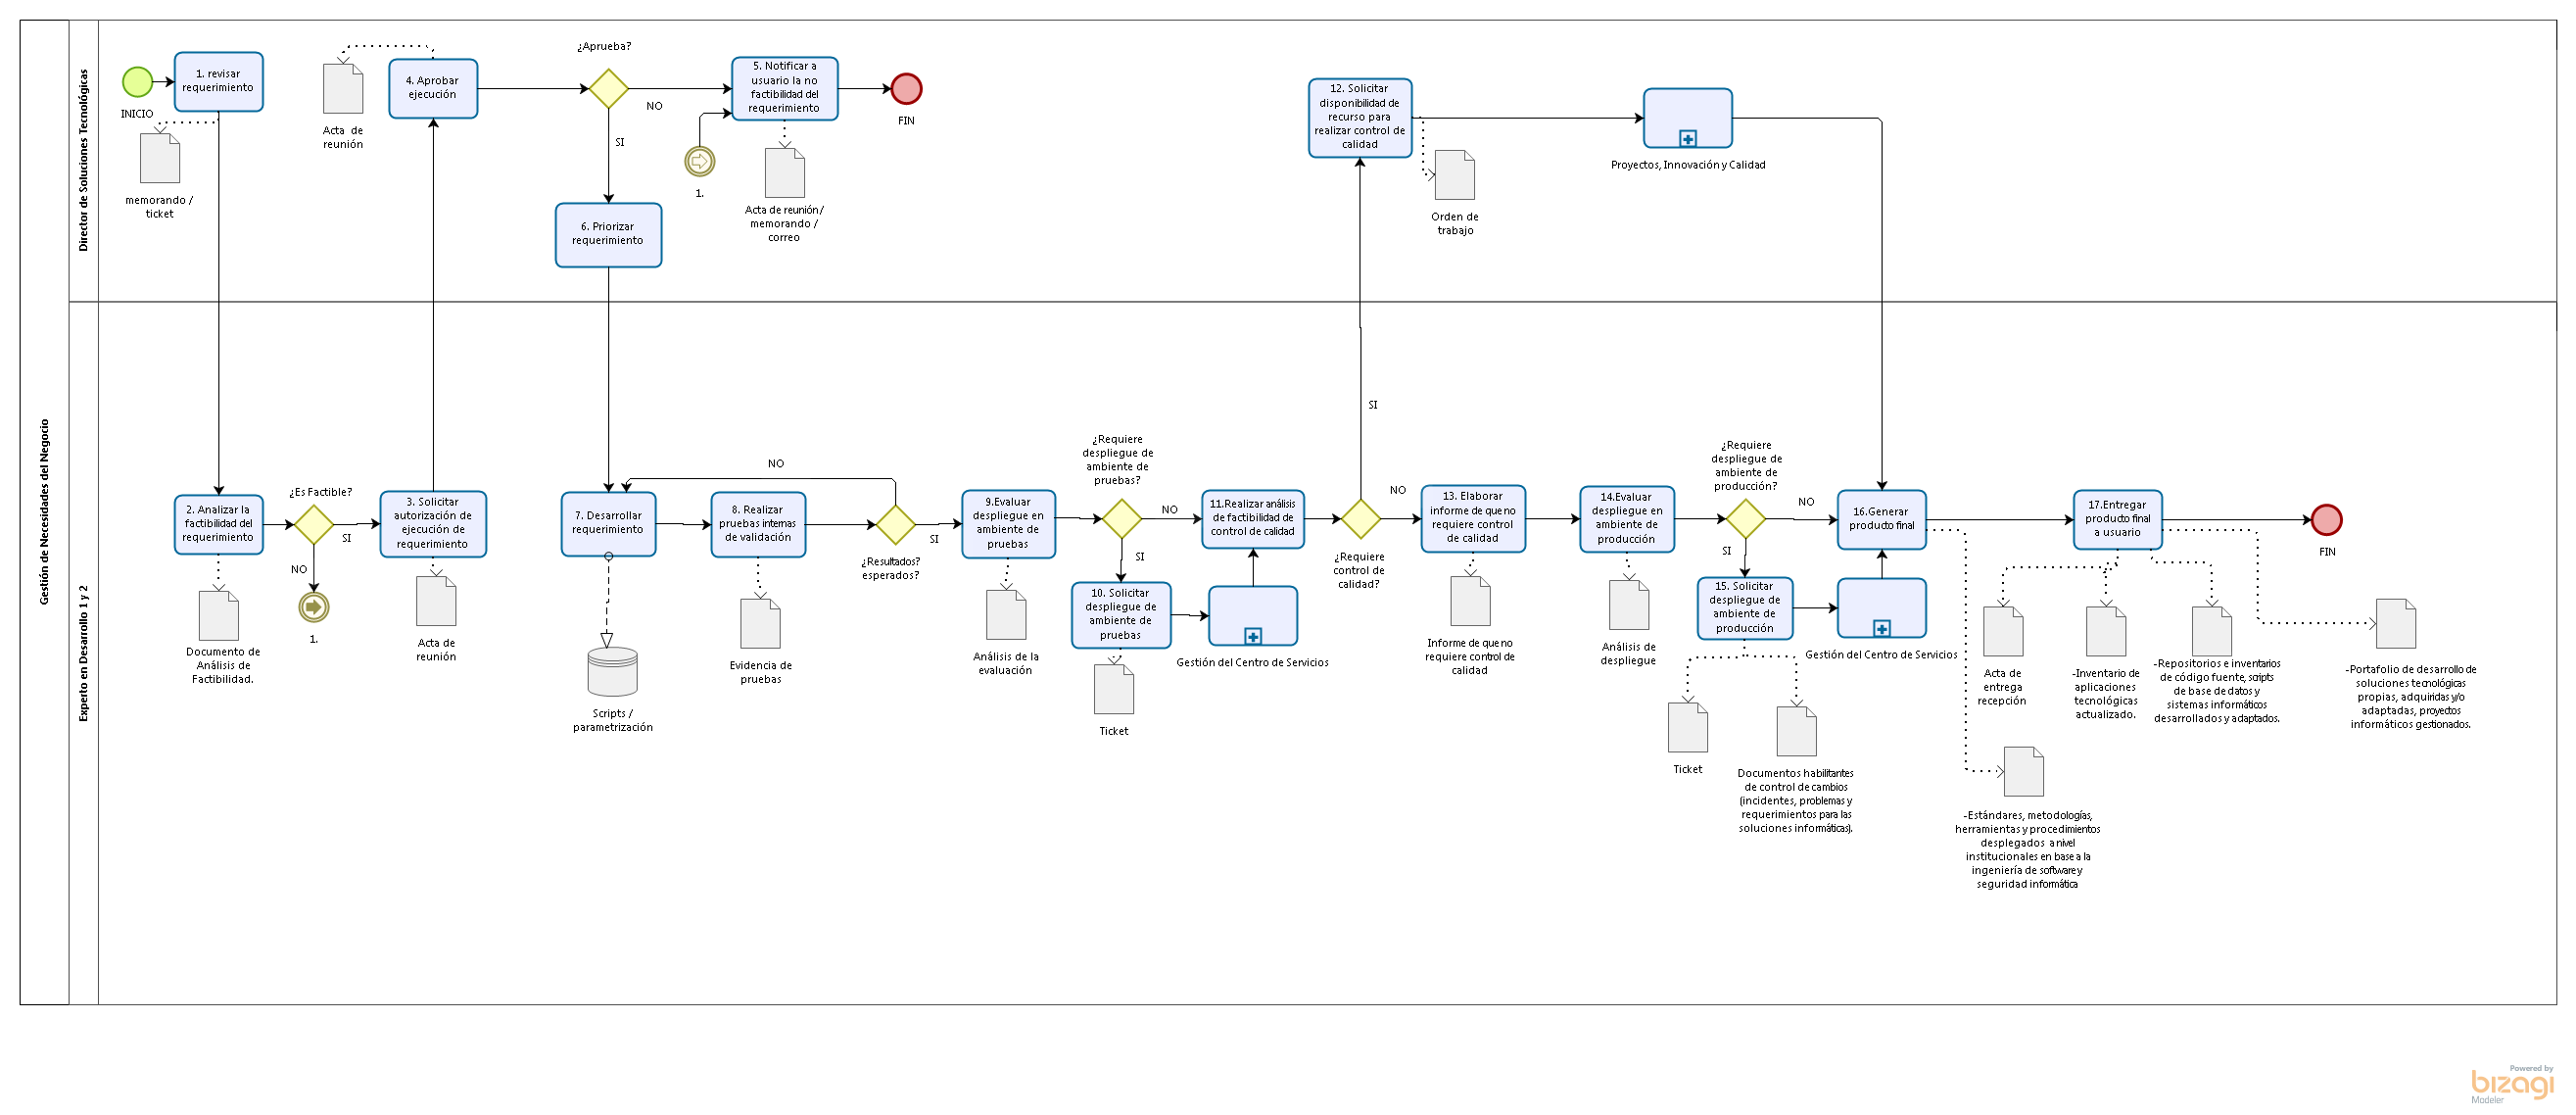 Gestión de Necesidades del Negocio
Director de Soluciones Tecnológicas
INICIO
1. revisar
requerimiento
memorando /
ticket
Acta de
reunión
4. Aprobar
ejecución
¿Aprueba?
NO
SI
5. Notificar a
usuario la no
factibilidad del
requerimiento
FIN
1.
Acta de reunión/
memorando /
correo
6. Priorizar
requerimiento
12. Solicitar
disponibilidad de
recurso para
realizar control de
calidad
Orden de
trabajo
Proyectos, Innovación y Calidad
Experto en Desarrollo 1 y 2
2. Analizar la
factibilidad del
requerimiento
Documento de
Análisis de
Factibilidad.
¿Es Factible?
SI
NO
1.
3. Solicitar
autorización de
ejecución de
requerimiento
Acta de
reunión
7. Desarrollar
requerimiento
Scripts /
parametrización
NO
8. Realizar
pruebas internas
de validación
Evidencia de
pruebas
¿Resultados?
esperados?
SI
9.Evaluar
despliegue en
ambiente de
pruebas
Análisis de la
evaluación
¿Requiere
despliegue de
ambiente de
pruebas?
NO
SI
10. Solicitar
despliegue de
ambiente de
pruebas
Ticket
Gestión del Centro de Servicios
11.Realizar análisis
de factibilidad de
control de calidad
¿Requiere
control de
calidad?
SI
NO
13. Elaborar
informe de que no
requiere control
de calidad
Informe de que no
requiere control de
calidad
14.Evaluar
despliegue en
ambiente de
producción
Análisis de
despliegue
¿Requiere
despliegue de
ambiente de
producción?
NO
SI
15. Solicitar
despliegue de
ambiente de
producción
Ticket
Documentos habilitantes
de control de cambios
(incidentes, problemas y
requerimientos para las
soluciones informáticas).
Gestión del Centro de Servicios
16.Generar
producto final
-Estándares, metodologías,
herramientas y procedimientos
desplegados a nivel
institucionales en base a la
ingeniería de software y
seguridad informática
17.Entregar
producto final
a usuario
FIN
Acta de
entrega
recepción
-Inventario de
aplicaciones
tecnológicas
actualizado.
-Repositorios e inventarios
de código fuente, scripts
de base de datos y
sistemas informáticos
desarrollados y adaptados.
-Portafolio de desarrollo de
soluciones tecnológicas
propias, adquiridas y/o
adaptadas, proyectos
informáticos gestionados.
Powered by
bizagi
Modeler